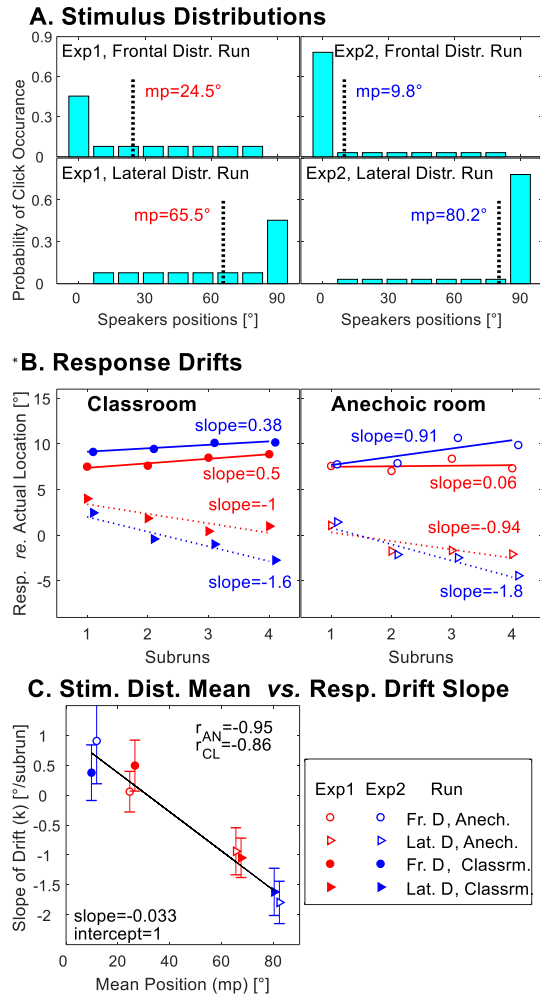 A. Stimulus Distributions
Probability of Click Occurance
0.9
0.6
0.3
0
Exp1, Frontal Distr. Run
mp=24.5°
Exp2, Frontal Distr. Run
mp=9.8°
0.6
0.3
0
Exp1, Lateral Distr. Run
mp=65.5°
Exp2, Lateral Distr. Run
mp=80.2°
0 30 60 90
0 30 60 90
Speakers positions [°]
Speakers positions [°]
*B. Response Drifts
Resp. re. Actual Location [°]
15
10
5
0
-5
Classroom
slope=0.38
slope=0.5
slope=-1
slope=-1.6
Anechoic room
slope=0.91
slope=0.06
slope=-0.94
slope=-1.8
1 2 3 4
1 2 3 4
Subruns
Subruns
C. Stim. Dist. Mean vs. Resp. Drift Slope
Slope of Drift (k) [°/subrun]
1
0.5
0
-0.5
-1
-1.5
-2
rAN=-0.95
rCL=-0.86
slope=-0.033
intercept=1
0 20 40 60 80
Mean Position (mp) [°]
Exp1 Exp2 Run
Fr. D, Anech.
Lat. D, Anech.
Fr. D, Classrm.
Lat. D, Classrm.